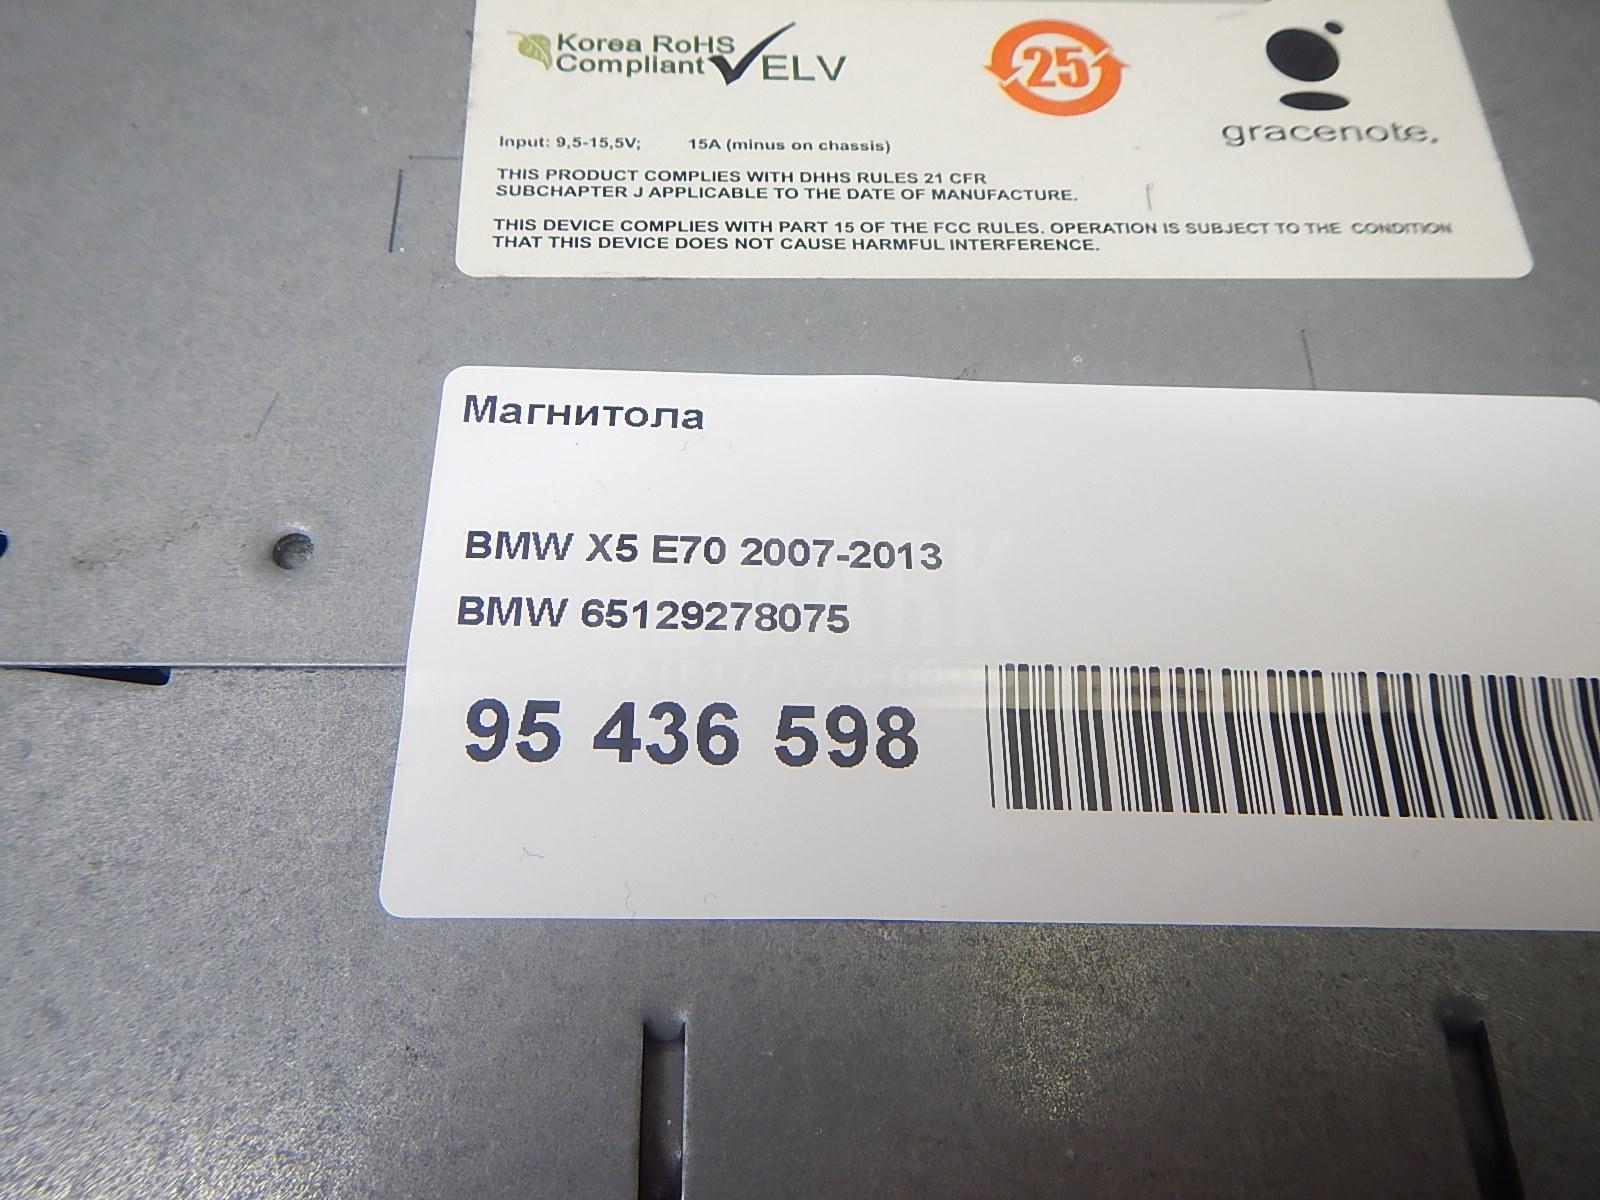 Korea RoHS
Compliant
ELV
25
gracenote.
Input: 9,5-15,5V; 15A (minus on chassis)
THIS PRODUCT COMPLIES WITH DHHS RULES 21 CFR
SUBCHAPTER J APPLICABLE TO THE DATE OF MANUFACTURE.
THIS DEVICE COMPLIES WITH PART 15 OF THE FCC RULES. OPERATION IS SUBJECT TO THE CONDITION
THAT THIS DEVICE DOES NOT CAUSE HARMFUL INTERFERENCE.
Магнитола
BMW X5 E70 2007-2013
BMW 65129278075
95 436 598